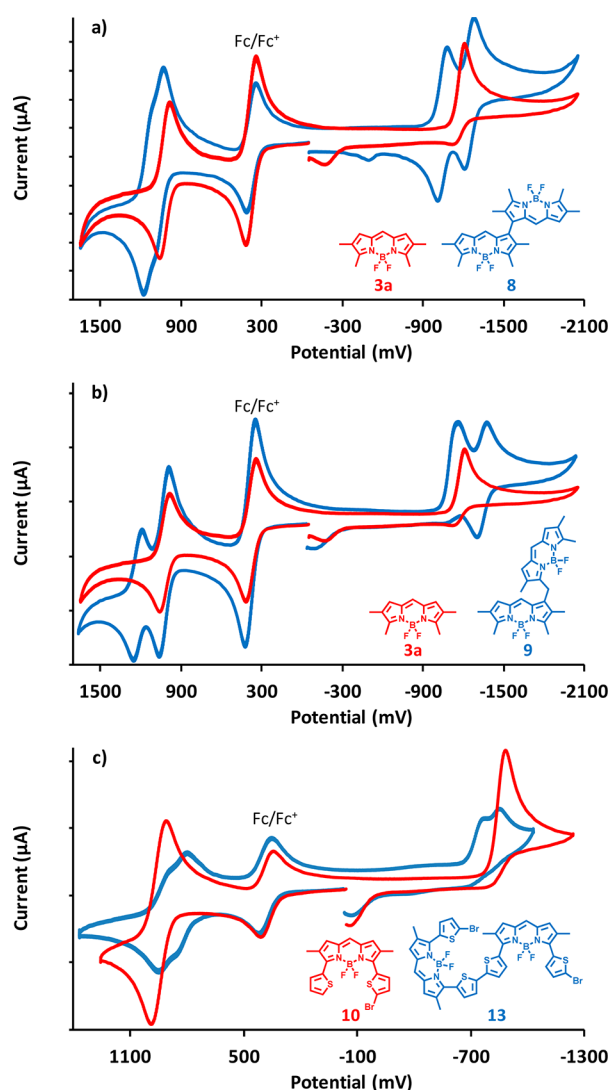 a)
Fc/Fc⁺
Current (µA)
F F
B
N N
N N
B
F F
N N
B
F F
3a
8
1500 900 300 -300 -900 -1500 -2100
Potential (mV)
b)
Fc/Fc⁺
Current (µA)
N
B F
N F
N N
B
F F
N N
B
F F
3a
9
1500 900 300 -300 -900 -1500 -2100
Potential (mV)
c)
Fc/Fc⁺
Current (µA)
S Br
N F
B F
N
N N
B
F F
S S
Br
N N
B
F F
S S
Br
S S
10
13
1100 500 -100 -700 -1300
Potential (mV)